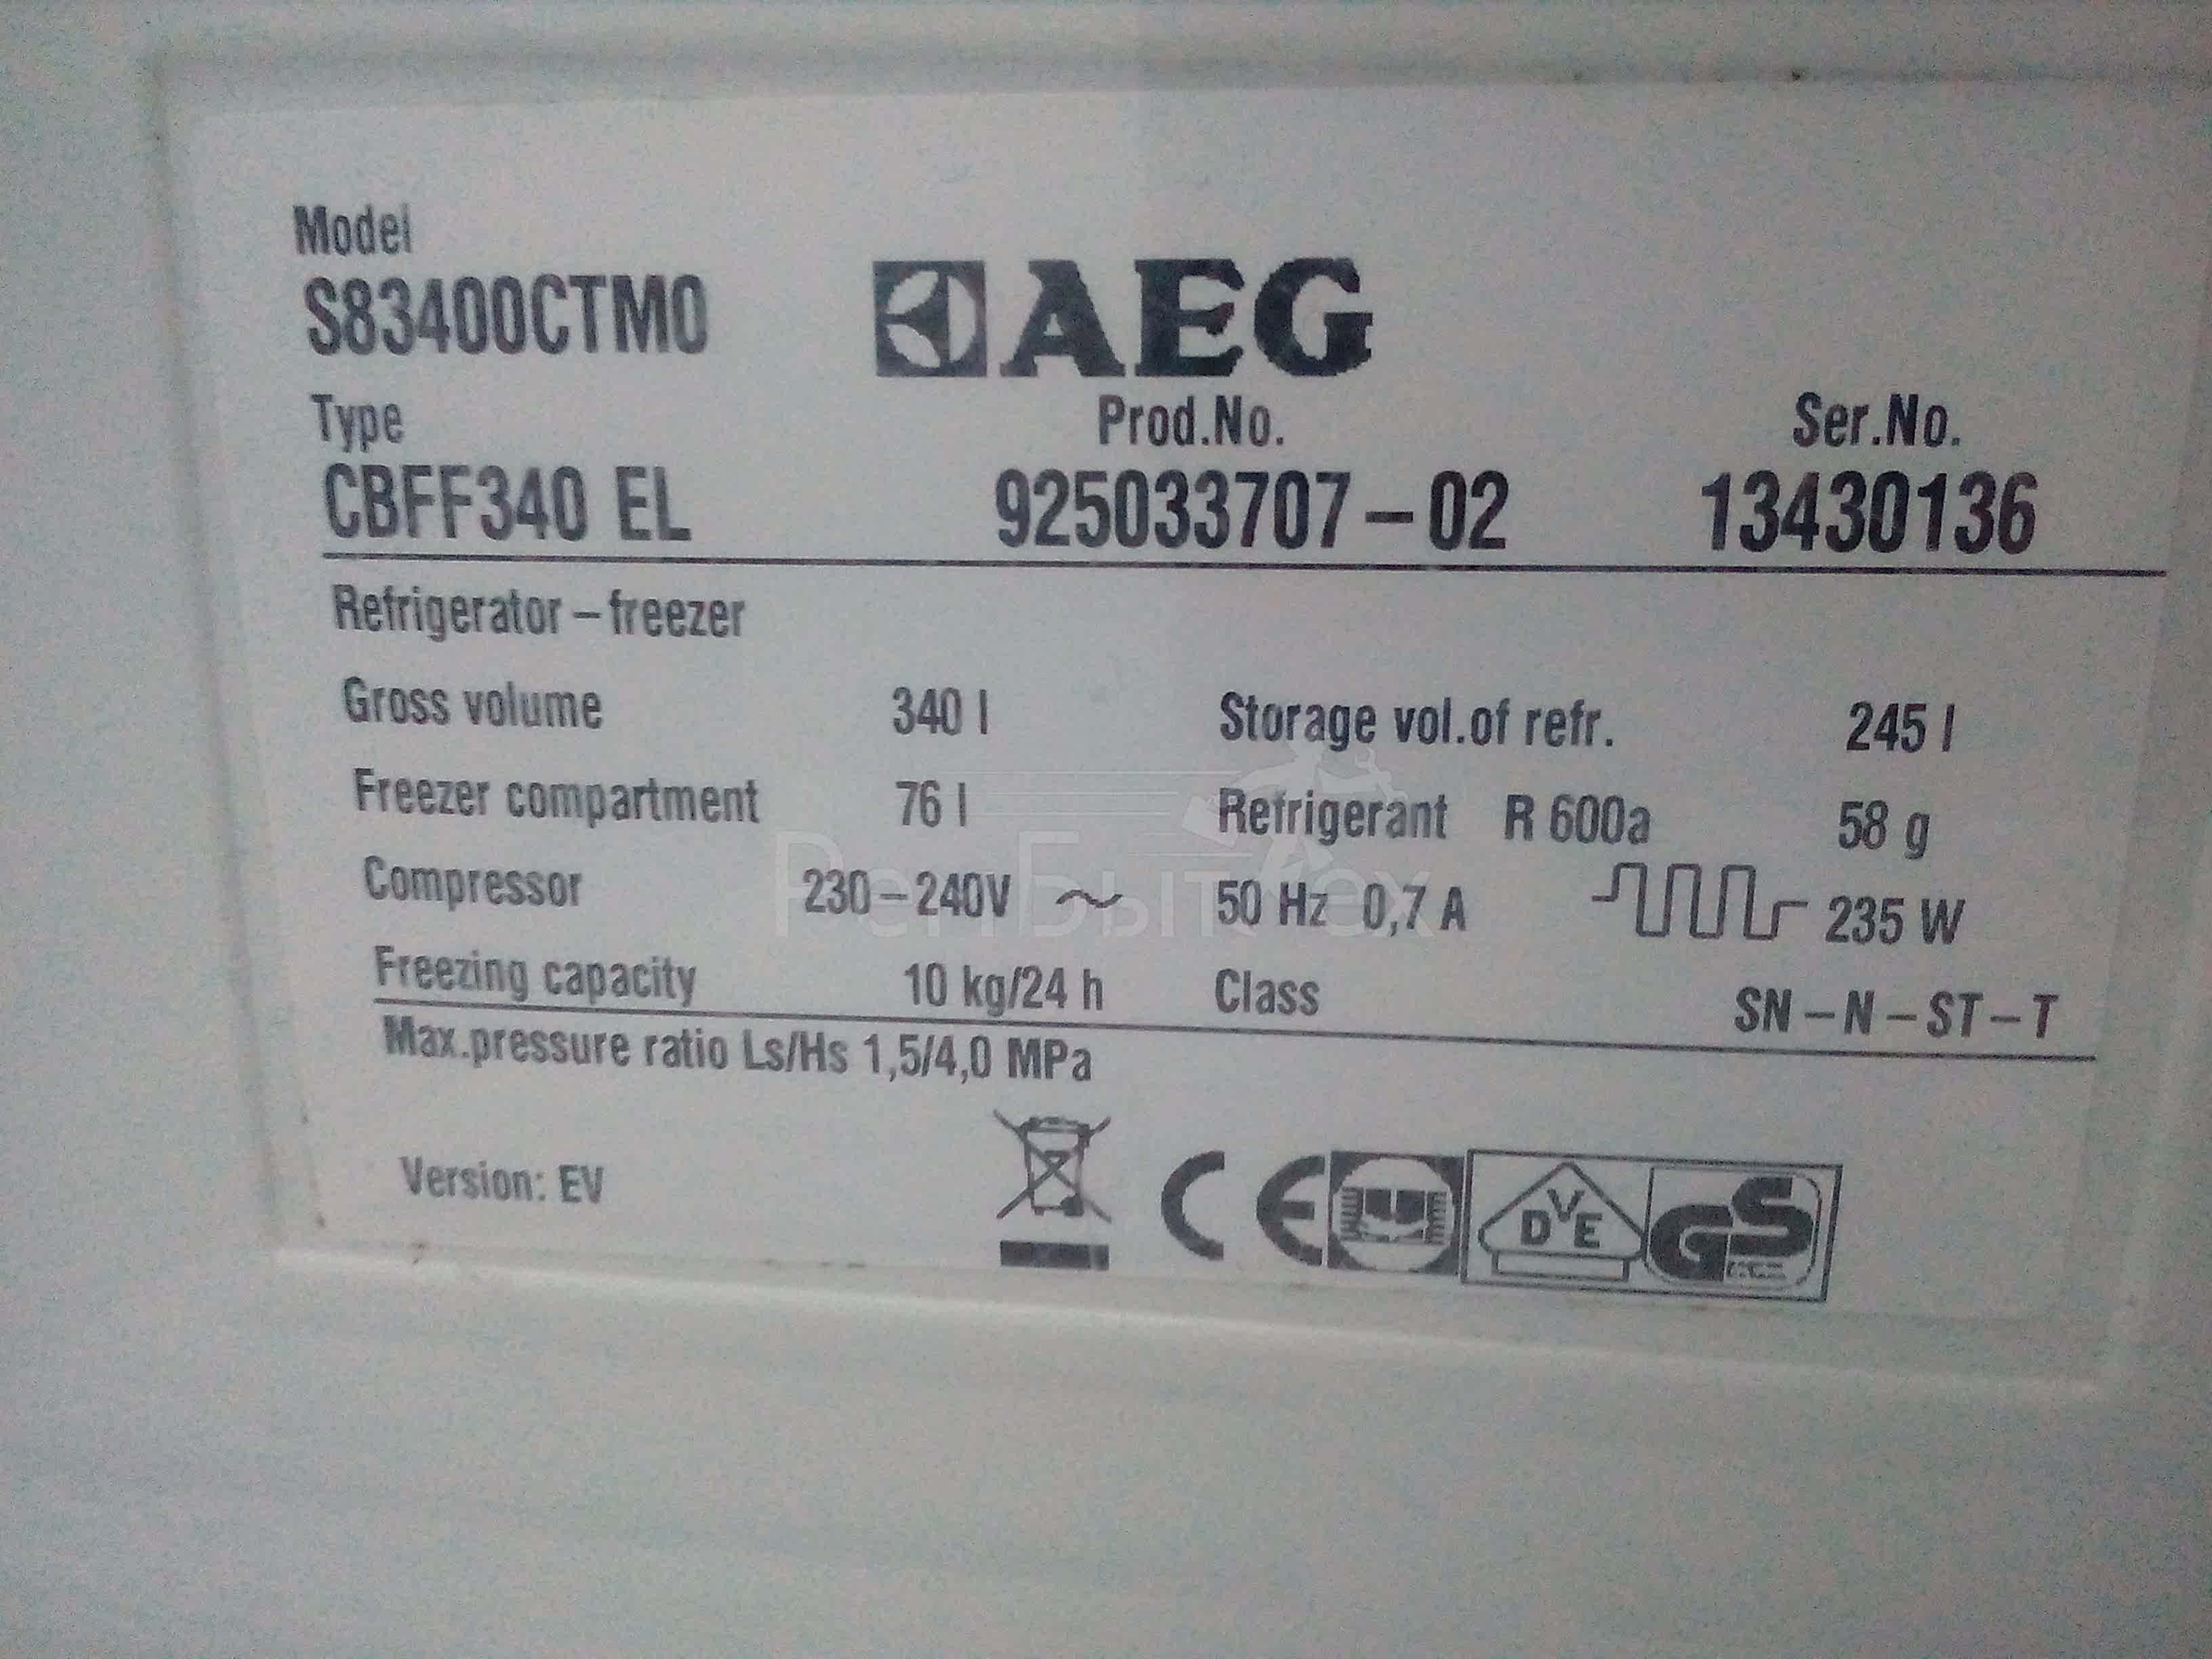 Model
S83400CTM0
AEG
Type
Prod.No.
Ser.No.
CBFF340 EL
925033707-02
13430136
Refrigerator - freezer
Gross volume 340 l Storage vol.of refr. 245 l
Freezer compartment 76 l Refrigerant R 600a 58 g
Compressor 230-240V ~ 50 Hz 0,7 A 235 W
Freezing capacity 10 kg/24 h Class SN-N-ST-T
Max.pressure ratio Ls/Hs 1,5/4,0 MPa
Version: EV
CE
DVE
GS
РемБытТех